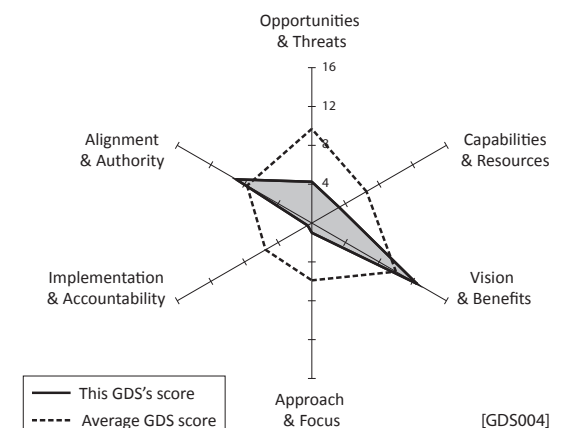 Opportunities
& Threats
16
12
8
4
Alignment
& Authority
Capabilities
& Resources
Implementation
& Accountability
Vision
& Benefits
This GDS's score
Average GDS score
Approach
& Focus
[GDS004]